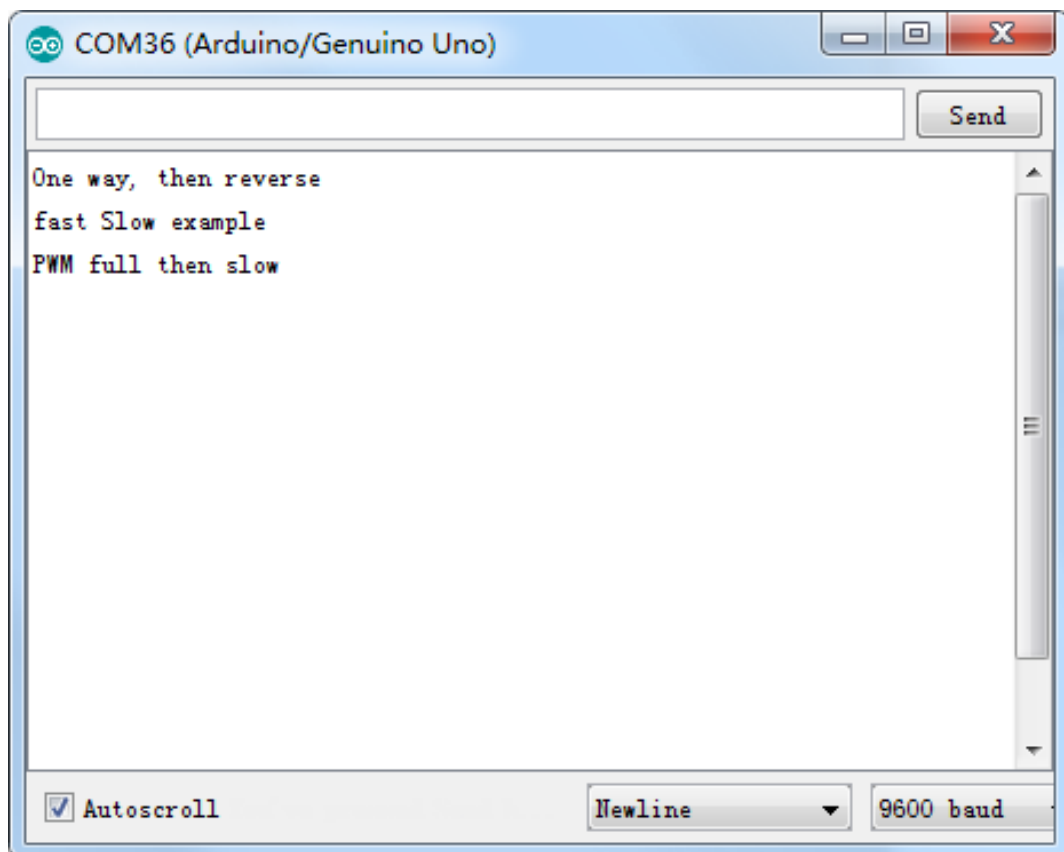 COM36 (Arduino/Genuino Uno)
Send
One way, then reverse
fast Slow example
PWM full then slow
Autoscroll
Newline
9600 baud